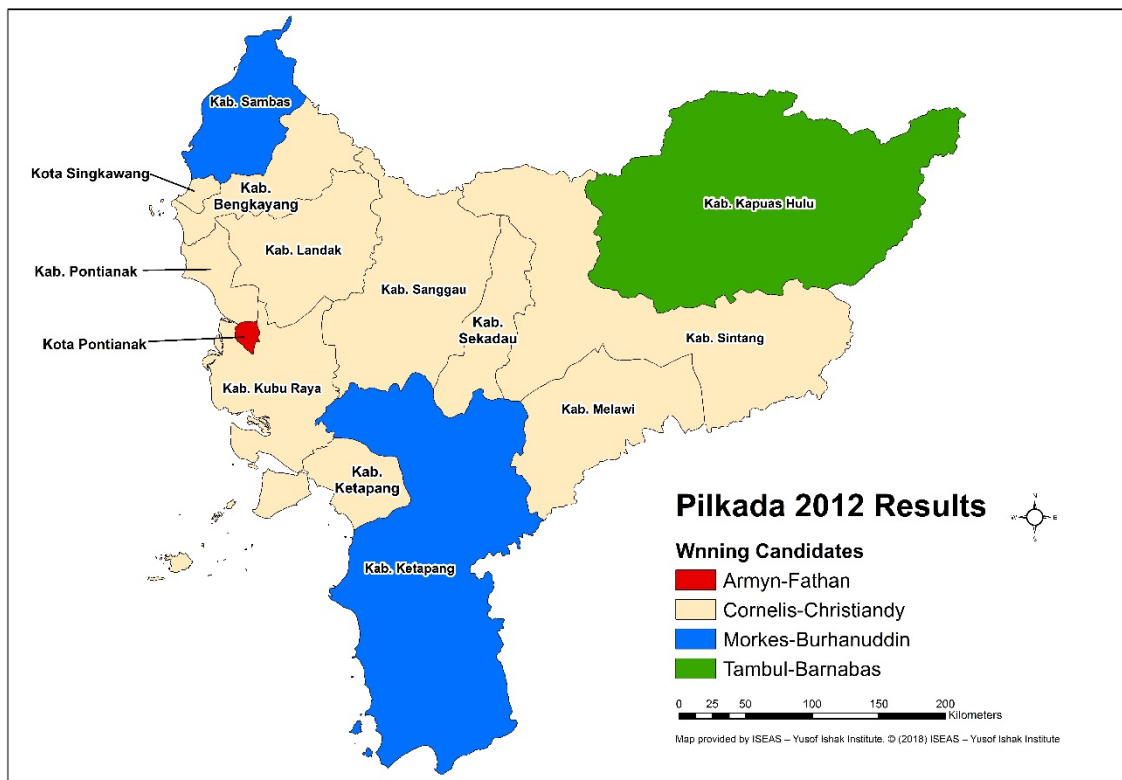 Kab. Sambas
Kota Singkawang
Kab.
Bengkayang
Kab. Kapuas Hulu
Kab. Landak
Kab. Pontianak
Kab. Sanggau
Kab.
Sekadau
Kab. Sintang
Kota Pontianak
Kab. Kubu Raya
Kab. Melawi
Kab.
Ketapang
Kab. Ketapang
Pilkada 2012 Results
N
W E
S
Wnning Candidates
Armyn-Fathan
Cornelis-Christiandy
Morkes-Burhanuddin
Tambul-Barnabas
0 25 50 100 150 200
Kilometers
Map provided by ISEAS – Yusof Ishak Institute. © (2018) ISEAS – Yusof Ishak Institute